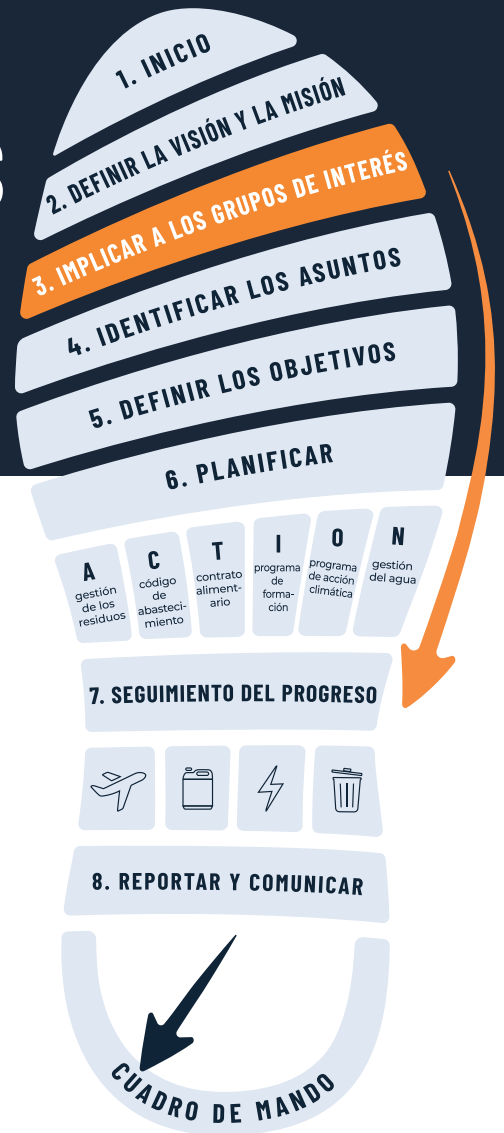 S
1. INICIO
2. DEFINIR LA VISIÓN Y LA MISIÓN
3. IMPLICAR A LOS GRUPOS DE INTERÉS
4. IDENTIFICAR LOS ASUNTOS
5. DEFINIR LOS OBJETIVOS
6. PLANIFICAR
A
gestión
de los
residuos
C
código
de
abasteci-
miento
T
contrato
aliment-
ario
I
programa
de
forma-
ción
O
programa
de acción
climática
N
gestión
del agua
7. SEGUIMIENTO DEL PROGRESO
8. REPORTAR Y COMUNICAR
CUADRO DE MANDO